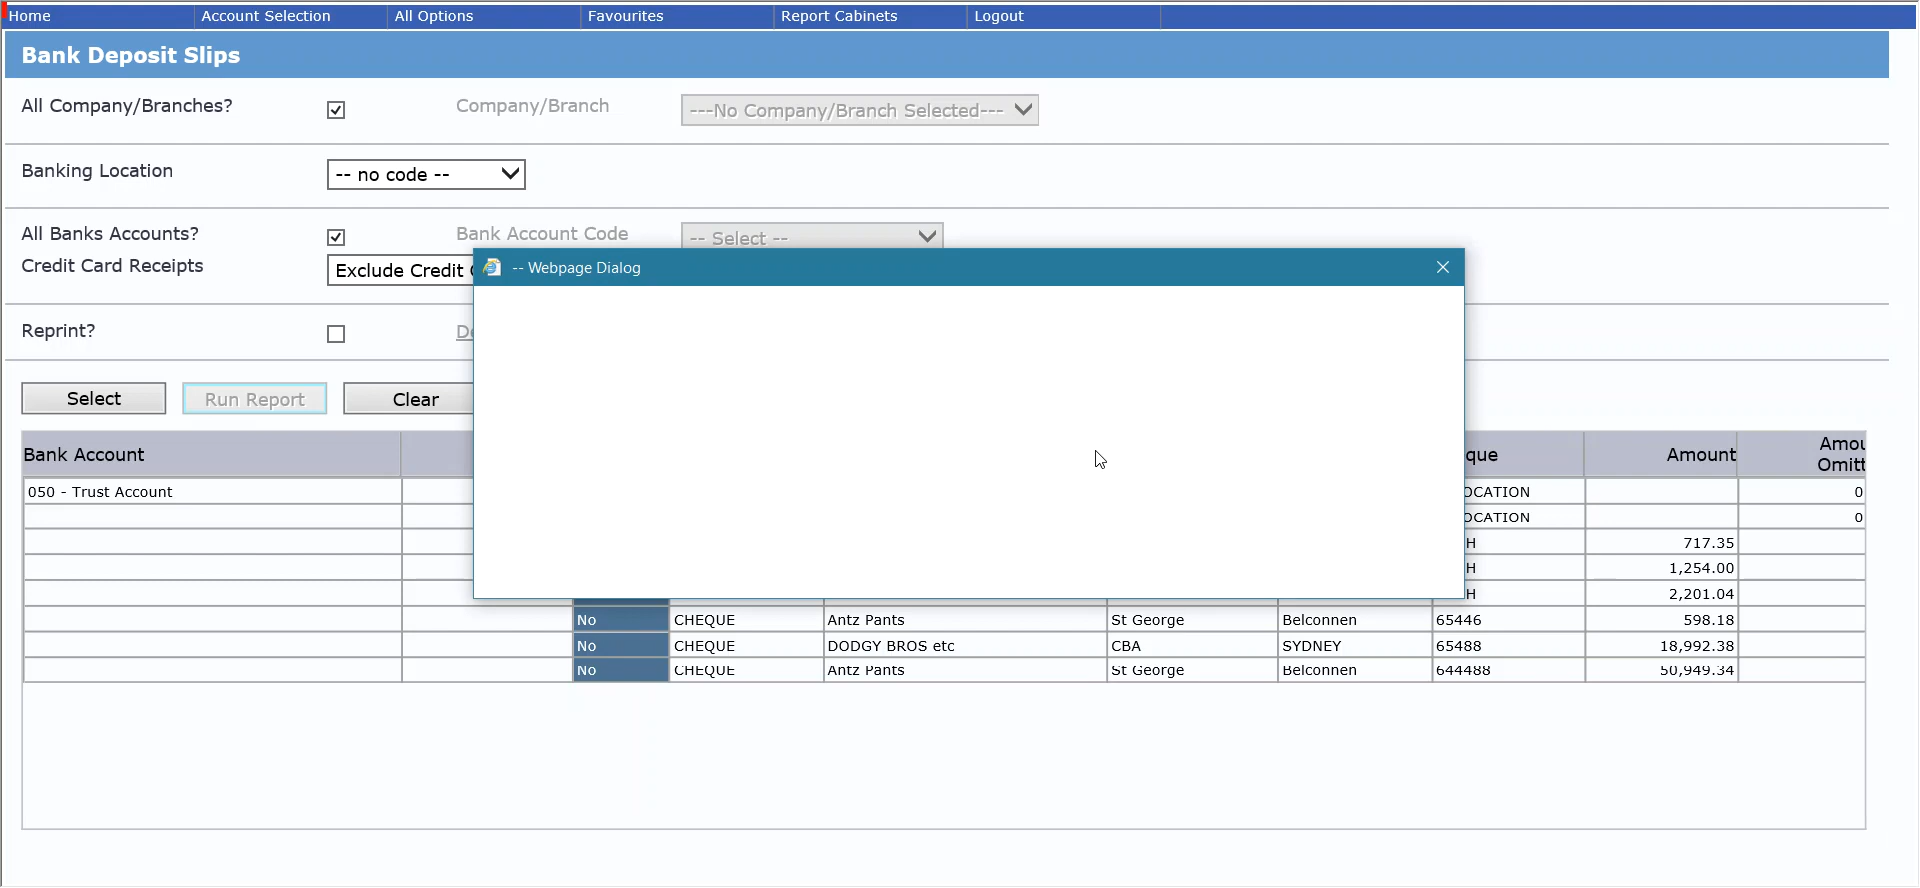 Home Account Selection All Options Favourites Report Cabinets Logout
Bank Deposit Slips
All Company/Branches? Company/Branch ---No Company/Branch Selected---
Banking Location -- no code --
All Banks Accounts? Bank Account Code -- Select --
Credit Card Receipts Exclude Credit
-- Webpage Dialog
Reprint?
Select Run Report Clear
Bank Account que Amount Amou
Omitt
050 - Trust Account OCATION 0
OCATION 0
H 717.35
H 1,254.00
H 2,201.04
No CHEQUE Antz Pants St George Belconnen 65446 598.18
No CHEQUE DODGY BROS etc CBA SYDNEY 65488 18,992.38
No CHEQUE Antz Pants St George Belconnen 644488 50,949.34